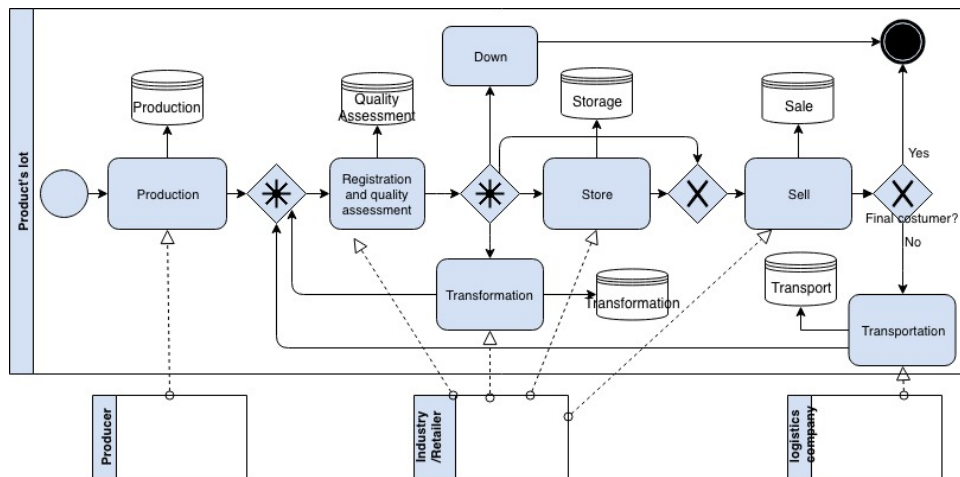 Product's lot
Down
Production
Quality
Assessment
Storage
Sale
Production
Registration
and quality
assessment
Store
Sell
Yes
Final costumer?
No
Transformation
Transformation
Transport
Transportation
Producer
Industry
/Retailer
logistics
company